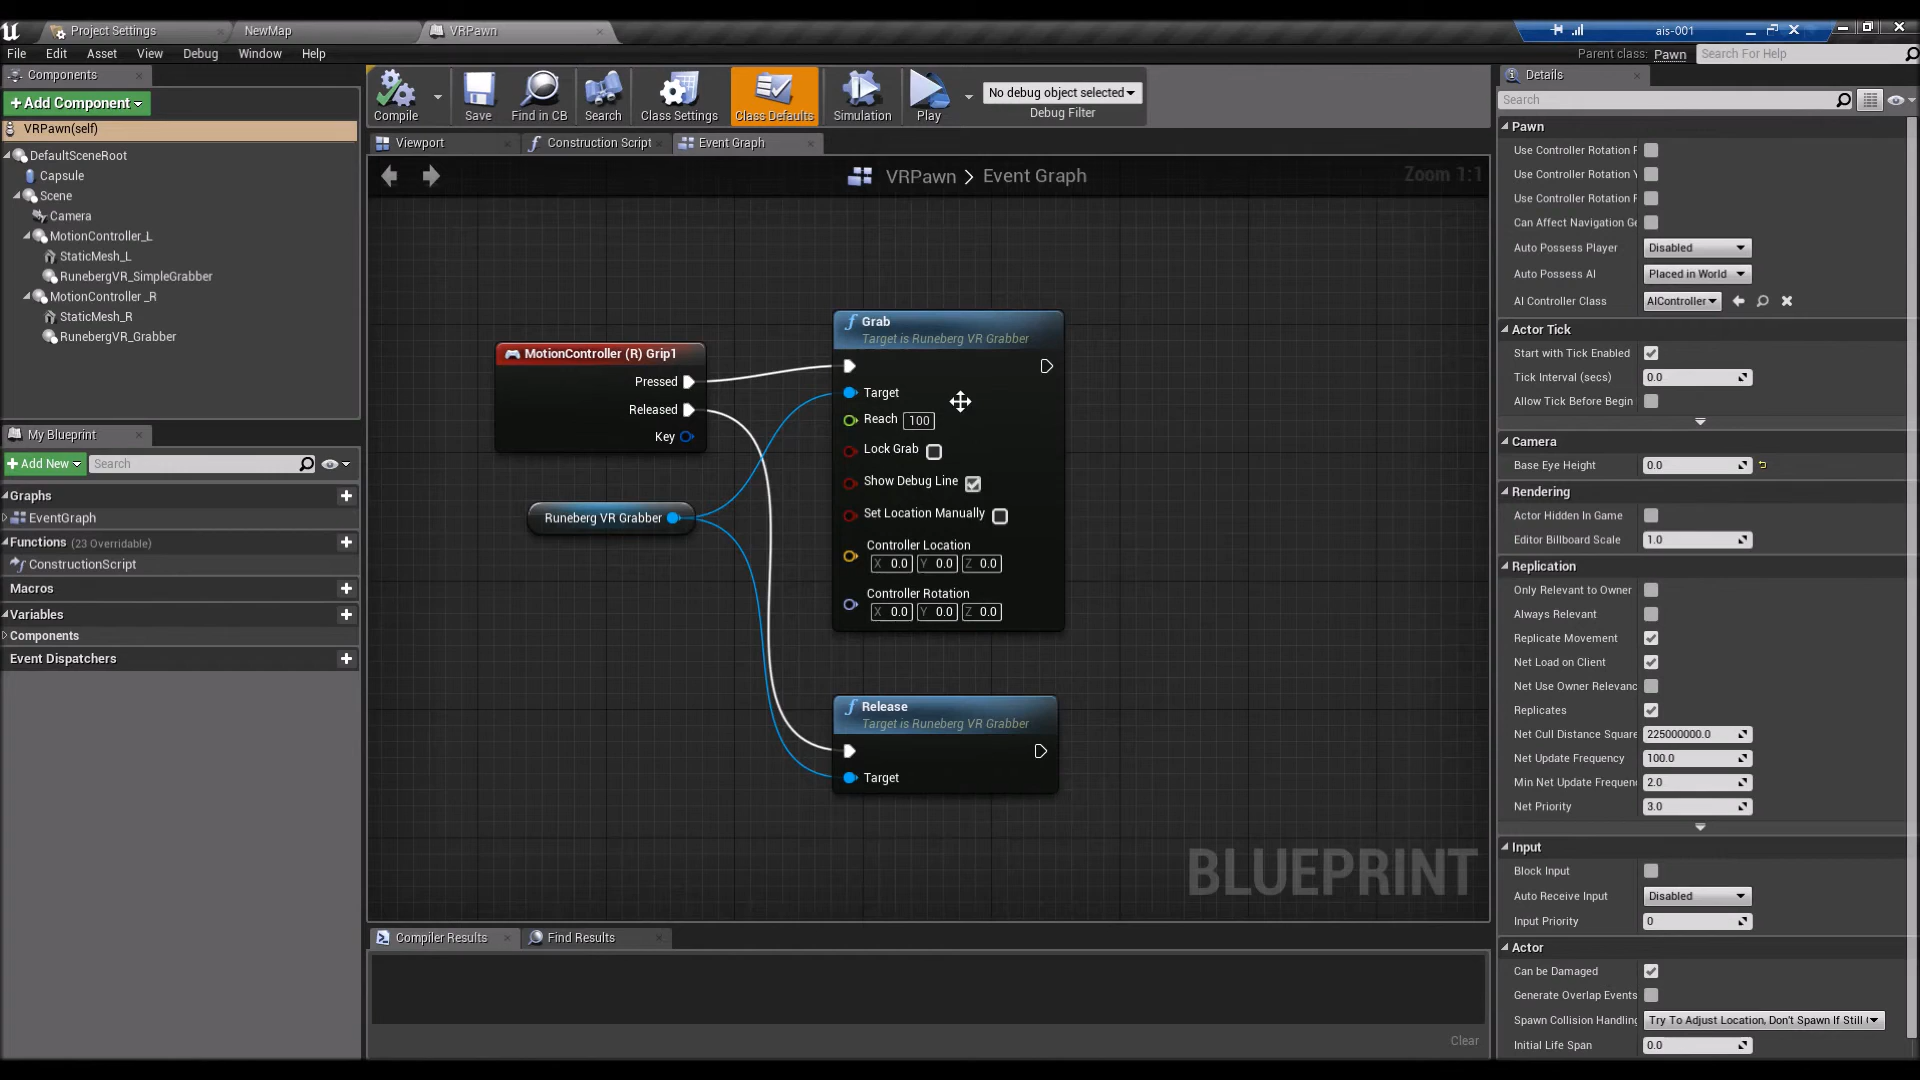 Project Settings
NewMap
VRPawn
ais-001
File
Edit
Asset
View
Debug
Window
Help
Parent class:
Pawn
Search For Help
Components
+Add Component
VRPawn(self)
DefaultSceneRoot
Capsule
Scene
Camera
MotionController_L
StaticMesh_L
RunebergVR_SimpleGrabber
MotionController _R
StaticMesh_R
RunebergVR_Grabber
My Blueprint
+Add New
Search
Graphs
EventGraph
Functions (23 Overridable)
ConstructionScript
Macros
Variables
Components
Event Dispatchers
Compile
Save
Find in CB
Search
Class Settings
Class Defaults
Simulation
Play
No debug object selected
Debug Filter
Viewport
Construction Script
Event Graph
VRPawn > Event Graph
Zoom 1:1
MotionController (R) Grip1
Pressed
Released
Key
Runeberg VR Grabber
Grab
Target is Runeberg VR Grabber
Target
Reach 100
Lock Grab
Show Debug Line
Set Location Manually
Controller Location
X 0.0 Y 0.0 Z 0.0
Controller Rotation
X 0.0 Y 0.0 Z 0.0
Release
Target is Runeberg VR Grabber
Target
BLUEPRINT
Compiler Results
Find Results
Clear
Details
Search
Pawn
Use Controller Rotation
Use Controller Rotation
Use Controller Rotation
Can Affect Navigation Ge
Auto Possess Player Disabled
Auto Possess AI Placed in World
AI Controller Class AIController
Actor Tick
Start with Tick Enabled
Tick Interval (secs) 0.0
Allow Tick Before Begin
Camera
Base Eye Height 0.0
Rendering
Actor Hidden In Game
Editor Billboard Scale 1.0
Replication
Only Relevant to Owner
Always Relevant
Replicate Movement
Net Load on Client
Net Use Owner Relevanc
Replicates
Net Cull Distance Square 225000000.0
Net Update Frequency 100.0
Min Net Update Frequen 2.0
Net Priority 3.0
Input
Block Input
Auto Receive Input Disabled
Input Priority 0
Actor
Can be Damaged
Generate Overlap Events
Spawn Collision Handling Try To Adjust Location, Don't Spawn If Still
Initial Life Span 0.0